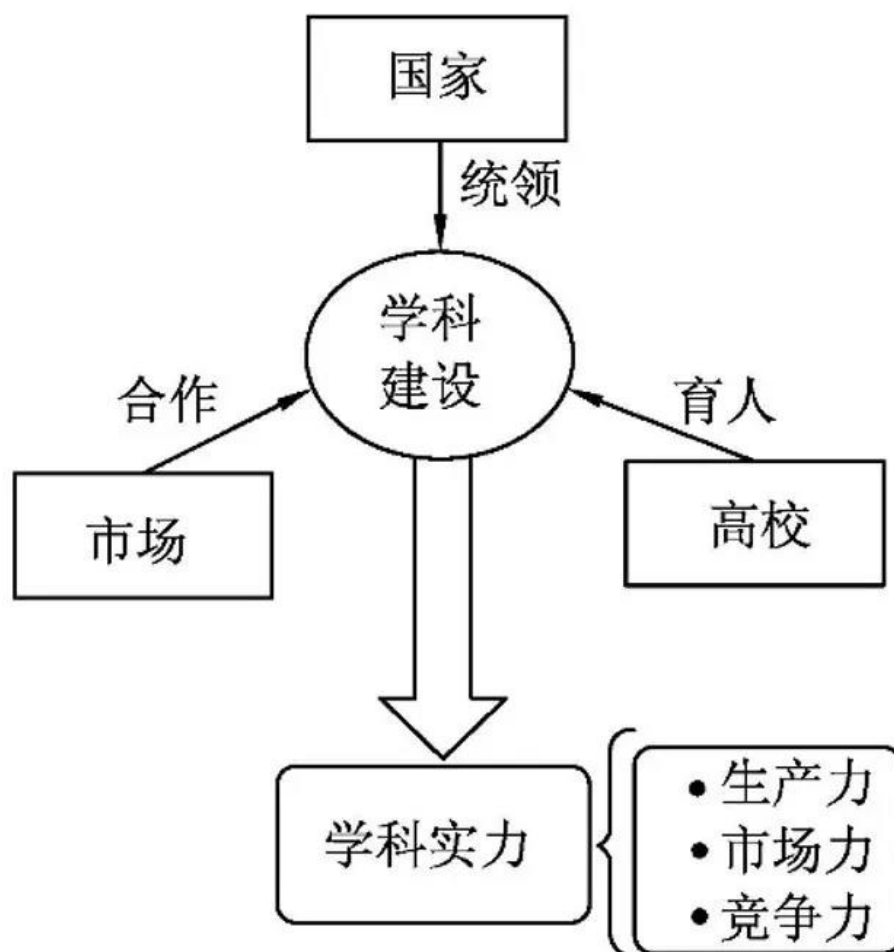 国家
统领
学科
建设
合作
育人
市场
高校
学科实力
• 生产力
• 市场力
• 竞争力